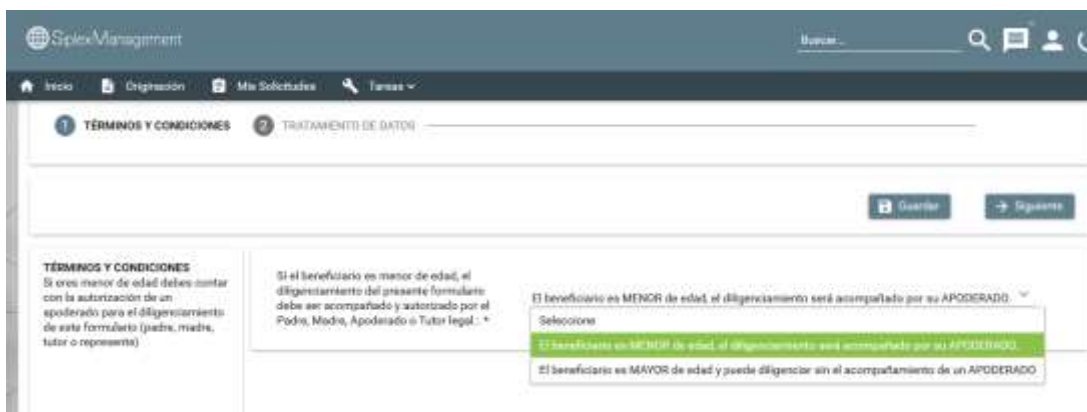 SiplexManagement
Buscar...
Inicio Originación Mis Solicitudes Tareas
1 TÉRMINOS Y CONDICIONES 2 TRATAMIENTO DE DATOS
Guardar Siguiente
TÉRMINOS Y CONDICIONES
Si eres menor de edad debes contar
con la autorización de un
apoderado para el diligenciamiento
de este formulario (padre, madre,
tutor o represente)
Si el beneficiario es menor de edad, el
diligenciamiento del presente formulario
debe ser acompañado y autorizado por el
Padre, Madre, Apoderado o Tutor legal.: *
El beneficiario es MENOR de edad, el diligenciamiento será acompañado por su APODERADO.
Seleccione
El beneficiario es MENOR de edad, el diligenciamiento será acompañado por su APODERADO.
El beneficiario es MAYOR de edad y puede diligenciar sin el acompañamiento de un APODERADO